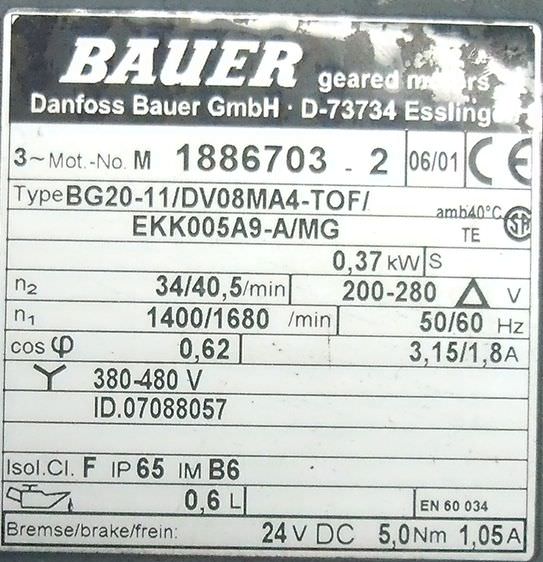 BAUER geared motors
Danfoss Bauer GmbH · D-73734 Esslingen
3~ Mot.-No. M 1886703 - 2 06/01 CE
Type BG20-11/DV08MA4-TOF/ amb40°C
EKK005A9-A/MG TE SA
0,37 kW S
n2 34/40,5/min 200-280 △ V
n1 1400/1680 /min 50/60 Hz
cos φ 0,62 3,15/1,8 A
Y 380-480 V
ID.07088057
Isol.Cl. F IP 65 IM B6
0,6 L EN 60 034
Bremse/brake/frein: 24 V DC 5,0 Nm 1,05 A